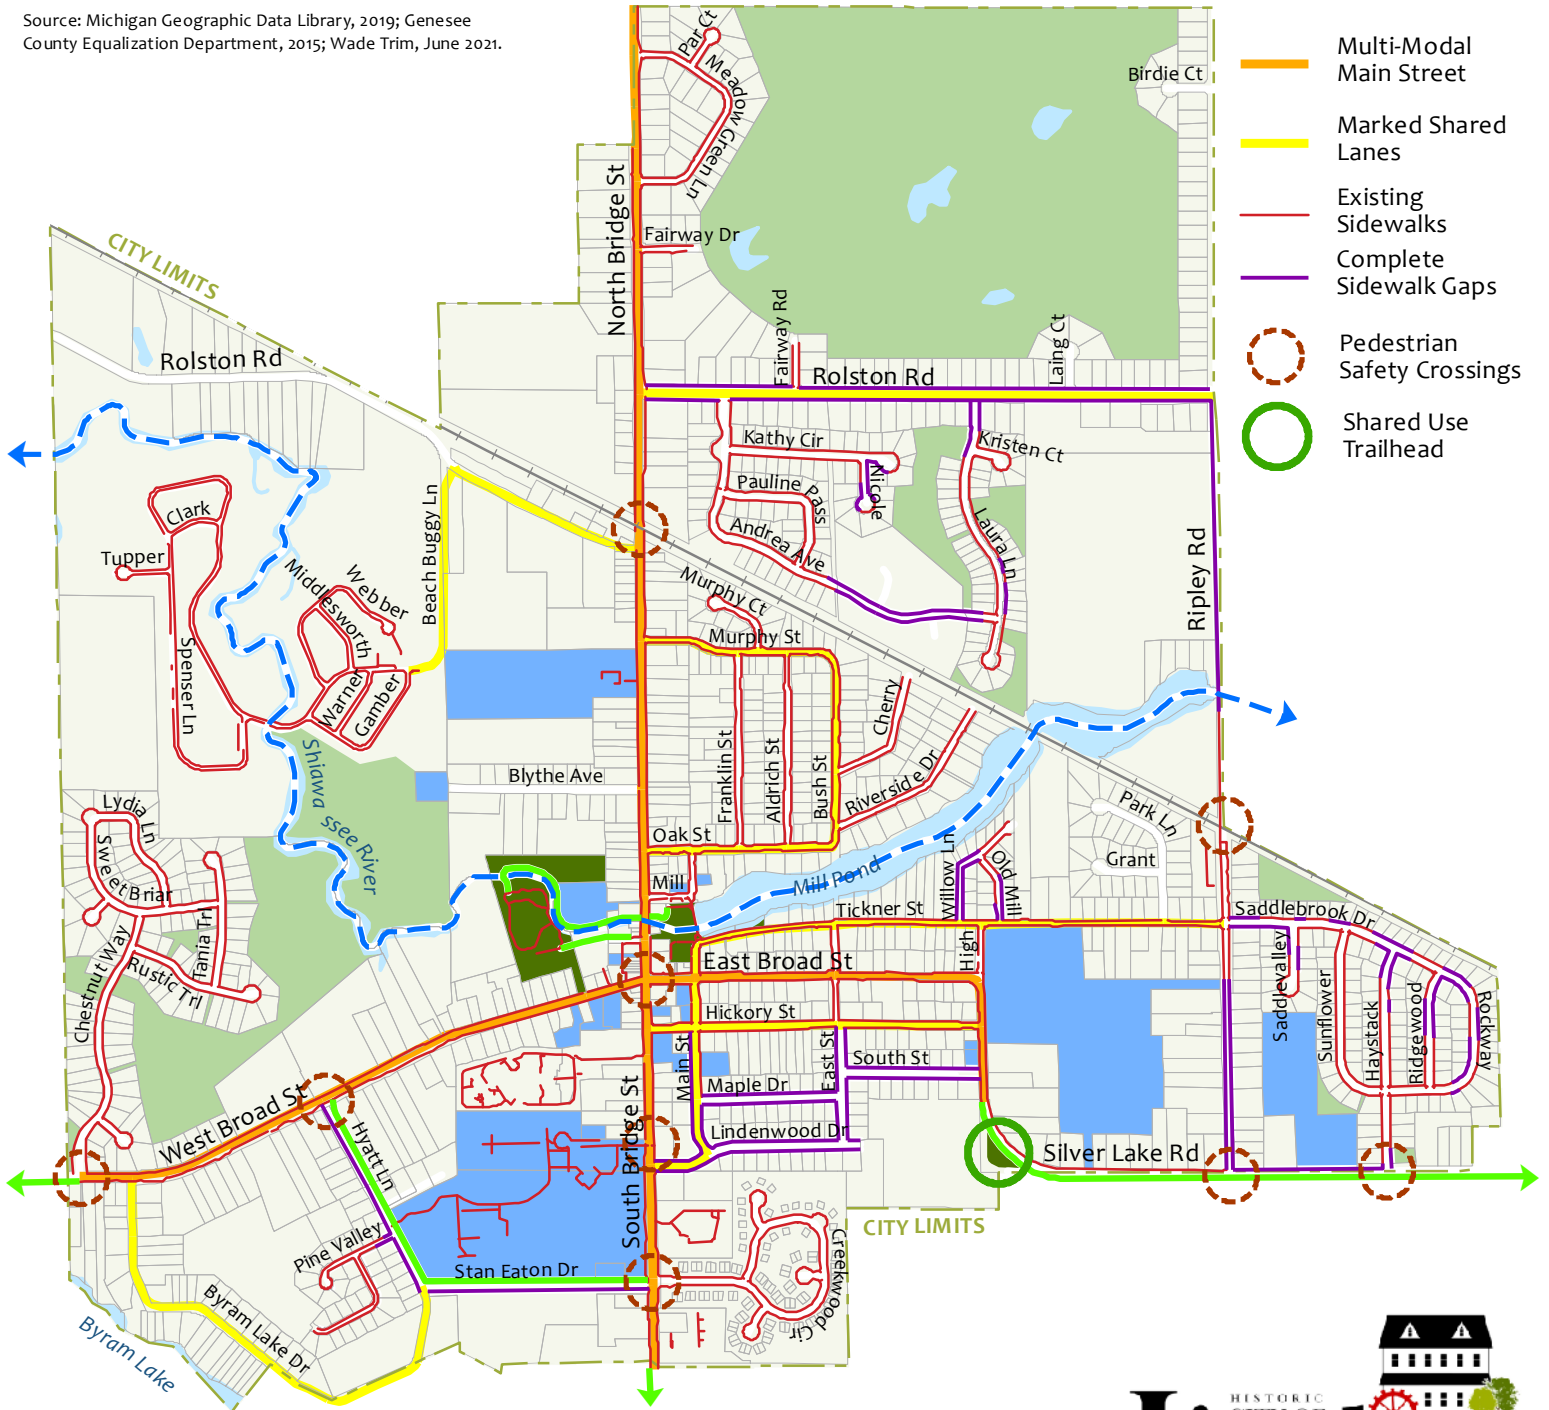 Source: Michigan Geographic Data Library, 2019; Genesee
County Equalization Department, 2015; Wade Trim, June 2021.
Multi-Modal
Main Street
Marked Shared
Lanes
Existing
Sidewalks
Complete
Sidewalk Gaps
Pedestrian
Safety Crossings
Shared Use
Trailhead
Par Ct
Meadow Green Ln
Birdie Ct
North Bridge St
Fairway Dr
CITY LIMITS
Fairway Rd
Laing Ct
Rolston Rd
Rolston Rd
Kathy Cir
Kristen Ct
Nicole
Pauline Pass
Andrea Ave
Laura Ln
Ripley Rd
Beach Buggy Ln
Clark
Tupper
Middlesworth
Webber
Spenser Ln
Warner
Gamber
Murphy Ct
Murphy St
Cherry
Franklin St
Aldrich St
Bush St
Riverside Dr
Blythe Ave
Shiawassee River
Lydia Ln
Sweet Briar
Tania Tr
Chestnut Way
Rustic Trl
Oak St
Mill
Mill Pond
Willow Ln
Old Mill
Park Ln
Grant
Tickner St
Saddlebrook Dr
East Broad St
High
Hickory St
Saddlevalley
Sunflower
Haystack
Ridgewood
Rockway
Main St
East St
South St
Maple Dr
Lindenwood Dr
West Broad St
Hyatt Ln
South Bridge St
Silver Lake Rd
CITY LIMITS
Pine Valley
Stan Eaton Dr
Creekwood Cir
Byram Lake Dr
Byram Lake
HISTORIC